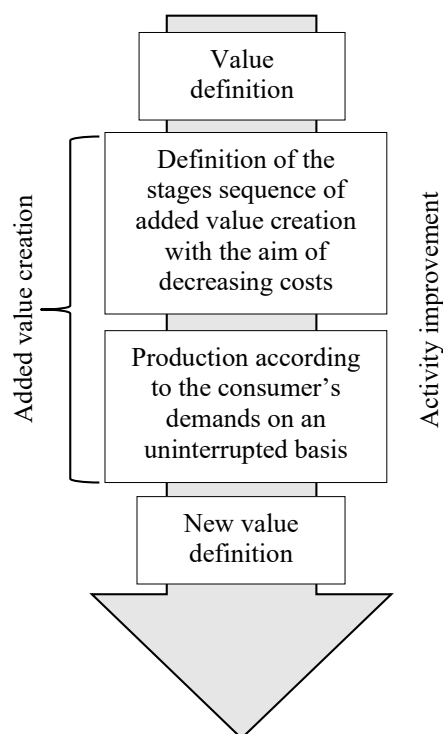 Value
definition
Added value creation
Definition of the
stages sequence of
added value creation
with the aim of
decreasing costs
Production according
to the consumer’s
demands on an
uninterrupted basis
Activity improvement
New value
definition